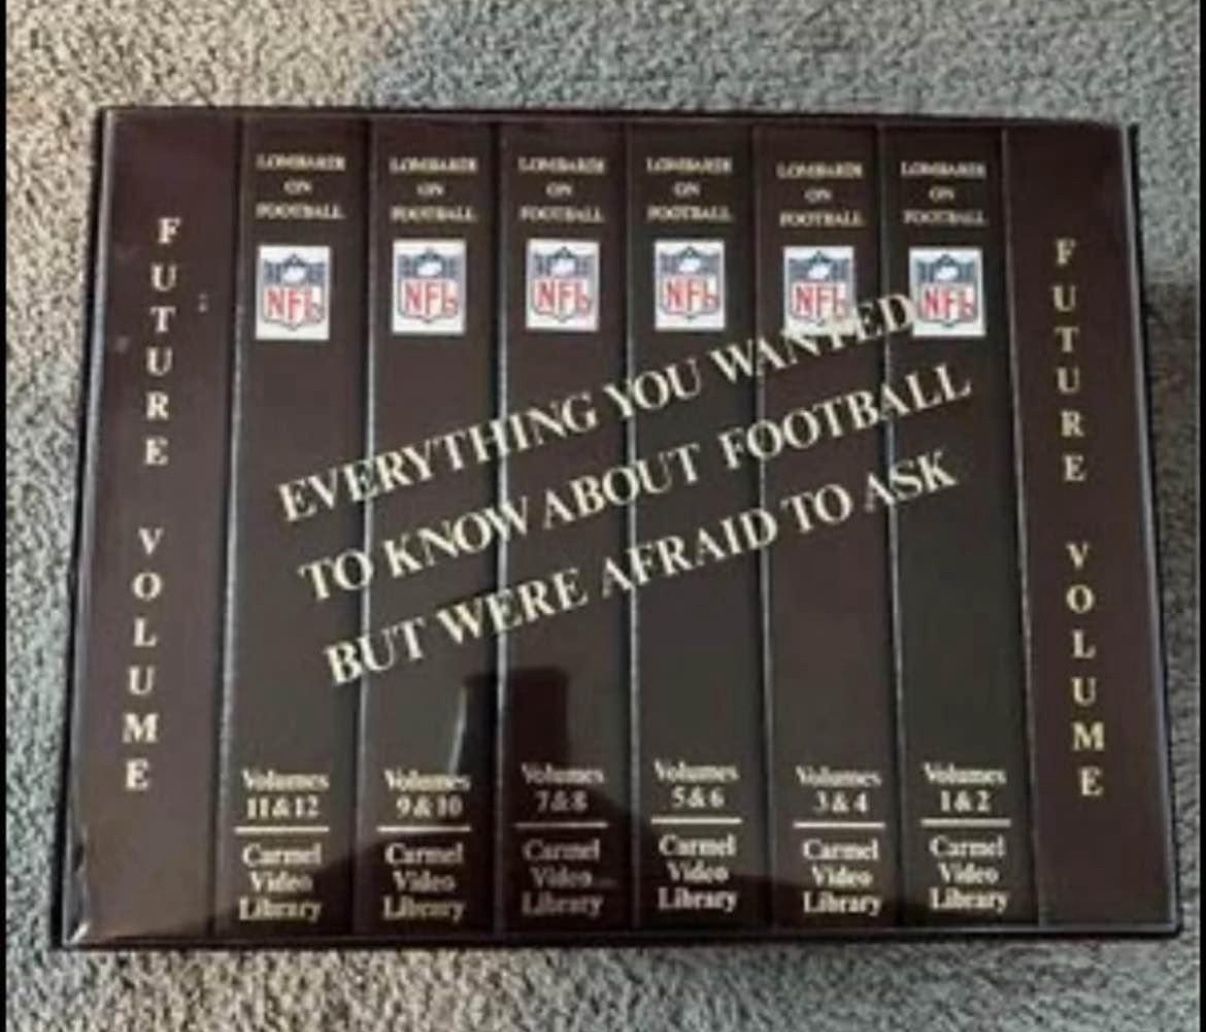 FUTURE VOLUME
LOMBARDI
ON
FOOTBALL
NFL
Volumes
11&12
Carmel
Video
Library
LOMBARDI
ON
FOOTBALL
NFL
Volumes
9&10
Carmel
Video
Library
LOMBARDI
ON
FOOTBALL
NFL
Volumes
7&8
Carmel
Video
Library
LOMBARDI
ON
FOOTBALL
NFL
Volumes
5&6
Carmel
Video
Library
LOMBARDI
ON
FOOTBALL
NFL
Volumes
3&4
Carmel
Video
Library
LOMBARDI
ON
FOOTBALL
NFL
Volumes
1&2
Carmel
Video
Library
FUTURE VOLUME
EVERYTHING YOU WANTED
TO KNOW ABOUT FOOTBALL
BUT WERE AFRAID TO ASK